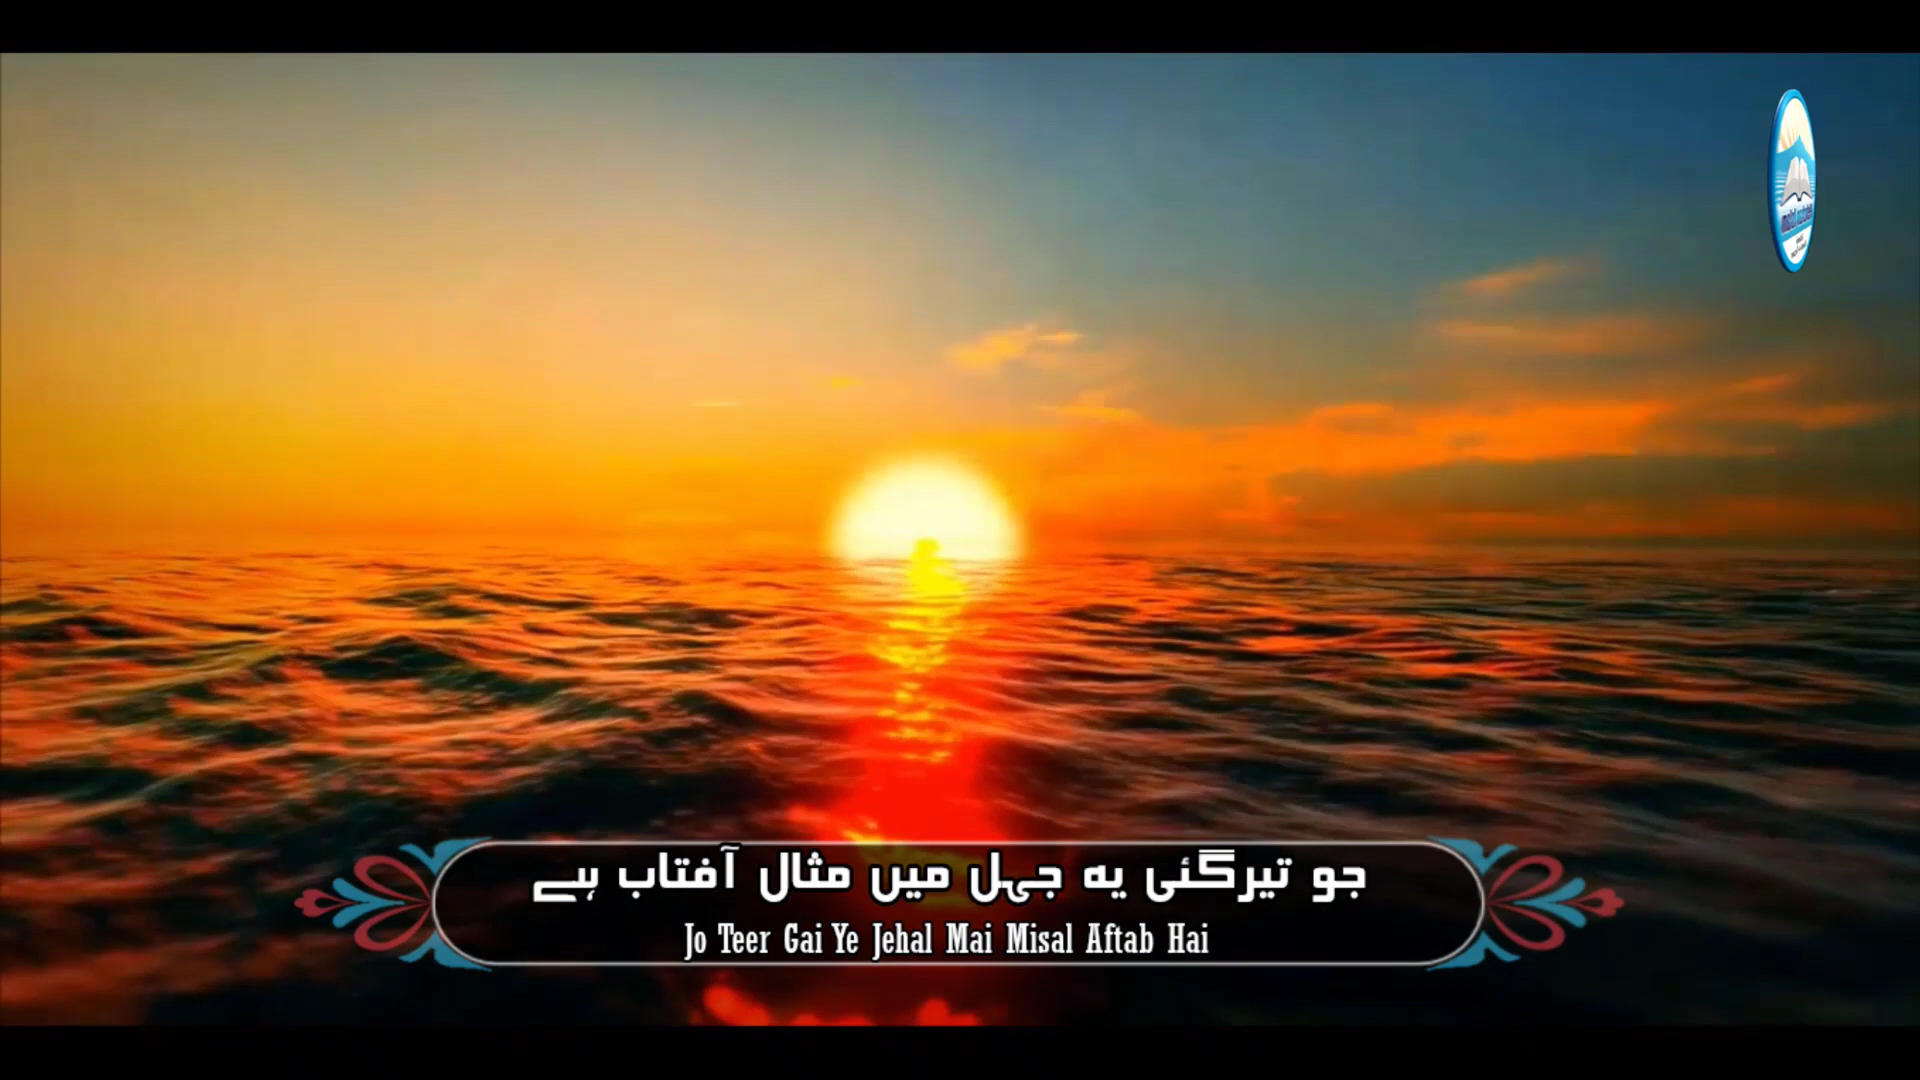 جو تیرگئی یہ جہل میں مثال آفتاب ہے
Jo Teer Gai Ye Jehal Mai Misal Aftab Hai